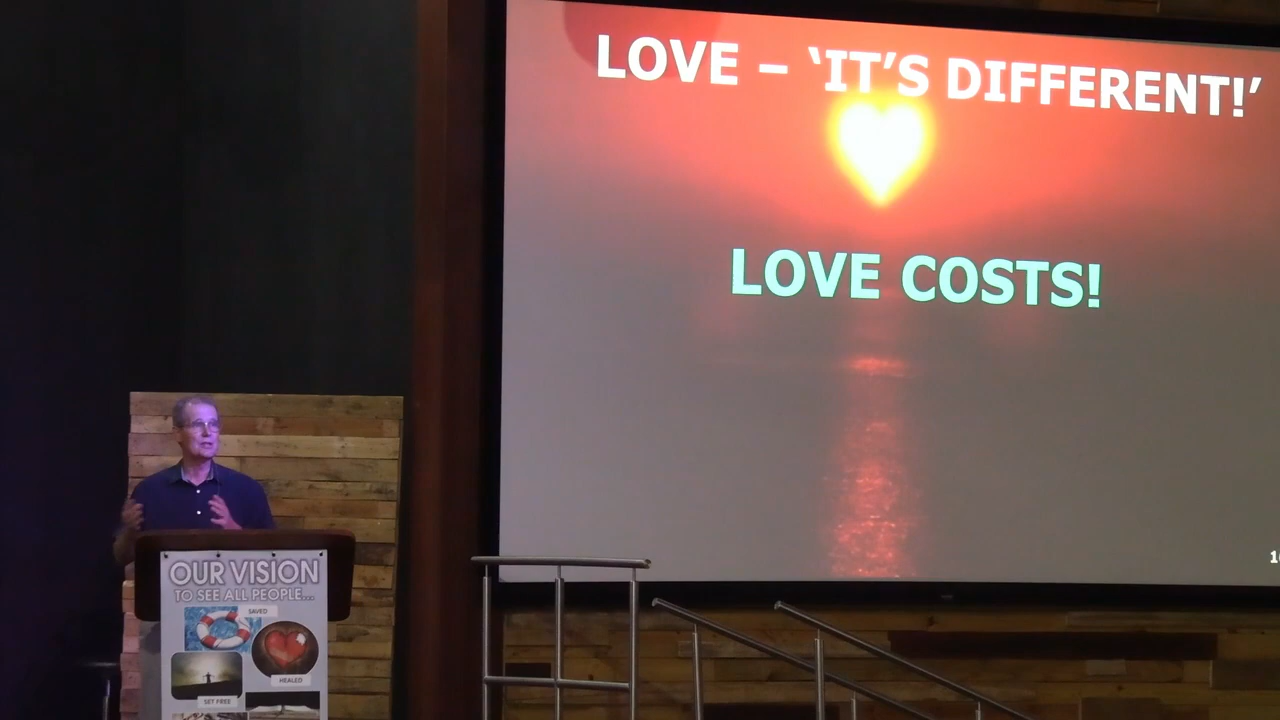 LOVE – ‘IT’S DIFFERENT!’
LOVE COSTS!
OUR VISION
TO SEE ALL PEOPLE...
SAVED
HEALED
SET FREE